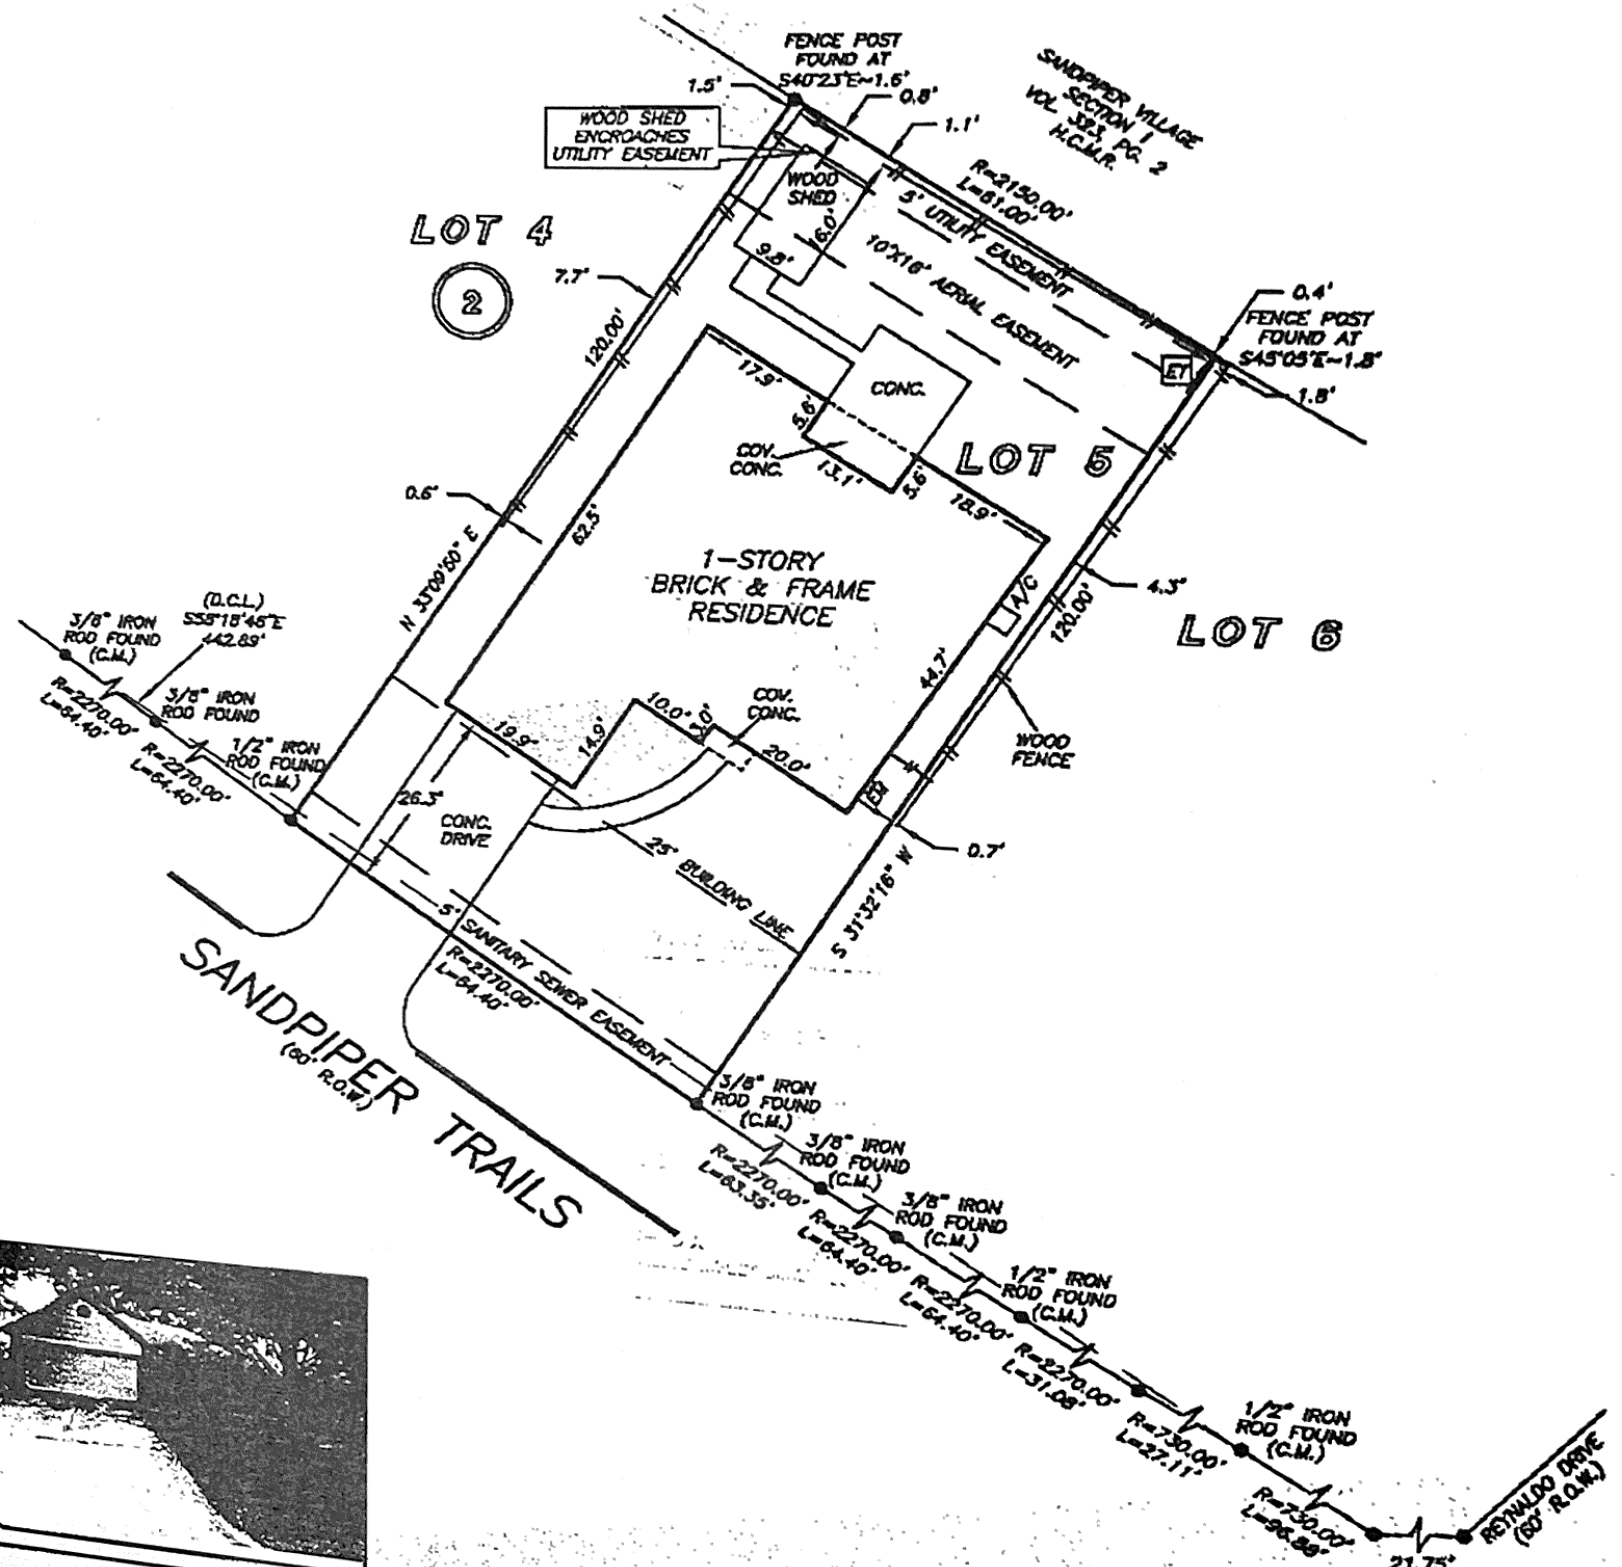 FENCE POST
FOUND AT
S40°23'E~1.6'
1.5'
0.8'
1.1'
SANDPIPER VILLAGE
SECTION 1
VOL. 323, PG. 2
H.C.M.R.
WOOD SHED
ENCROACHES
UTILITY EASEMENT
WOOD
SHED
16.0'
9.8'
R=2150.00'
L=61.00'
5' UTILITY EASEMENT
10'X16' AERIAL EASEMENT
LOT 4
2
7.7'
120.00'
0.4'
FENCE POST
FOUND AT
S45°05'E~1.8'
ET
1.8'
17.9'
CONC.
5.6'
COV.
CONC.
13.1'
5.6'
LOT 5
18.9'
0.6'
62.5'
N 33°09'50" E
1-STORY
BRICK & FRAME
RESIDENCE
A/C
4.3'
120.00'
LOT 6
44.7'
(D.C.L.)
S55°18'46"E
442.89'
3/8" IRON
ROD FOUND
(C.M.)
R=2270.00'
L=64.40'
3/8" IRON
ROD FOUND
R=2270.00'
L=64.40'
1/2" IRON
ROD FOUND
(C.M.)
10.0'
COV.
CONC.
19.9'
14.9'
20.0'
WOOD
FENCE
EM
0.7'
26.3'
CONC.
DRIVE
25' BUILDING LINE
S 31°32'16" W
5' SANITARY SEWER EASEMENT
R=2270.00'
L=64.40'
SANDPIPER TRAILS
(60' R.O.W.)
3/8" IRON
ROD FOUND
(C.M.)
R=2270.00'
L=63.35'
3/8" IRON
ROD FOUND
(C.M.)
R=2270.00'
L=64.40'
3/8" IRON
ROD FOUND
(C.M.)
R=2270.00'
L=64.40'
1/2" IRON
ROD FOUND
(C.M.)
R=2270.00'
L=31.08'
R=730.00'
L=27.11'
1/2" IRON
ROD FOUND
(C.M.)
R=730.00'
L=96.88'
21.75'
REYNALDO DRIVE
(60' R.O.W.)